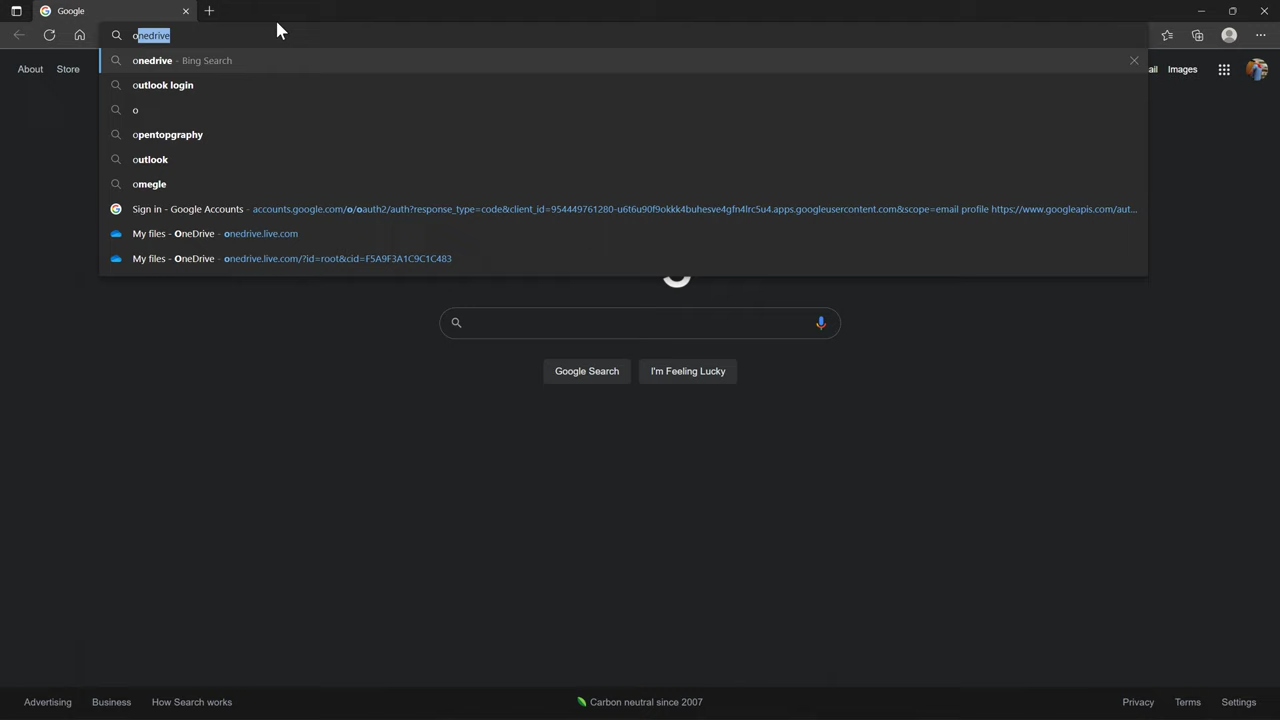 Google
onedrive
onedrive - Bing Search
About
Store
ail
Images
outlook login
o
opentopgraphy
outlook
omegle
Sign in - Google Accounts - accounts.google.com/o/oauth2/auth?response_type=code&client_id=954449761280-u6t6u90f9okkk4buhesve4gfn4lrc5u4.apps.googleusercontent.com&scope=email profile https://www.googleapis.com/aut...
My files - OneDrive - onedrive.live.com
My files - OneDrive - onedrive.live.com/?id=root&cid=F5A9F3A1C9C1C483
Google Search
I'm Feeling Lucky
Advertising
Business
How Search works
Carbon neutral since 2007
Privacy
Terms
Settings